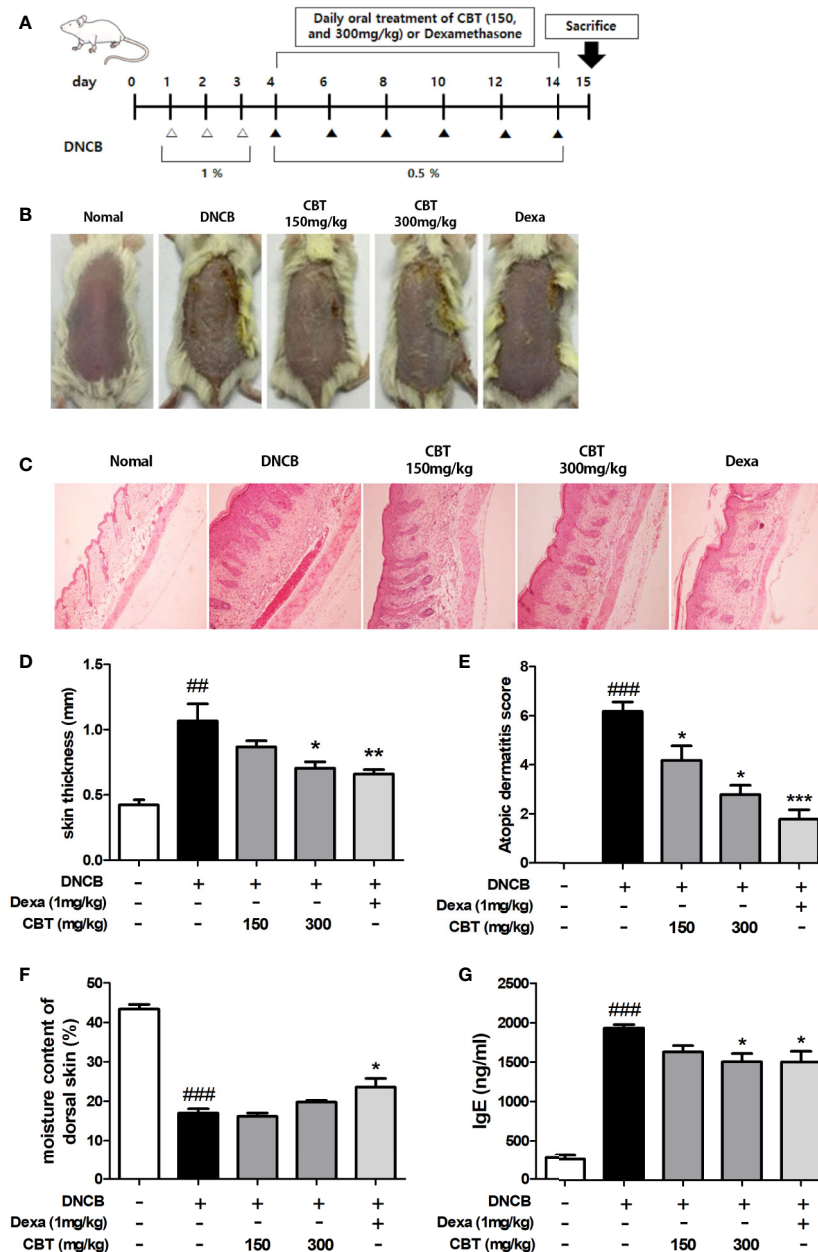 A
Daily oral treatment of CBT (150,
and 300mg/kg) or Dexamethasone
Sacrifice
day
0 1 2 3 4 6 8 10 12 14 15
DNCB
1 %
0.5 %
B
Nomal
DNCB
CBT
150mg/kg
CBT
300mg/kg
Dexa
C
Nomal
DNCB
CBT
150mg/kg
CBT
300mg/kg
Dexa
D
skin thickness (mm)
1.5
1.0
0.5
0.0
##
*
**
DNCB - + + + +
Dexa (1mg/kg) - - - - +
CBT (mg/kg) - - 150 300 -
E
Atopic dermatitis score
8
6
4
2
0
###
*
*
***
DNCB - + + + +
Dexa (1mg/kg) - - - - +
CBT (mg/kg) - - 150 300 -
F
moisture content of
dorsal skin (%)
50
40
30
20
10
0
###
*
DNCB - + + + +
Dexa (1mg/kg) - - - - +
CBT (mg/kg) - - 150 300 -
G
IgE (ng/ml)
2500
2000
1500
1000
500
0
###
*
*
DNCB - + + + +
Dexa (1mg/kg) - - - - +
CBT (mg/kg) - - 150 300 -